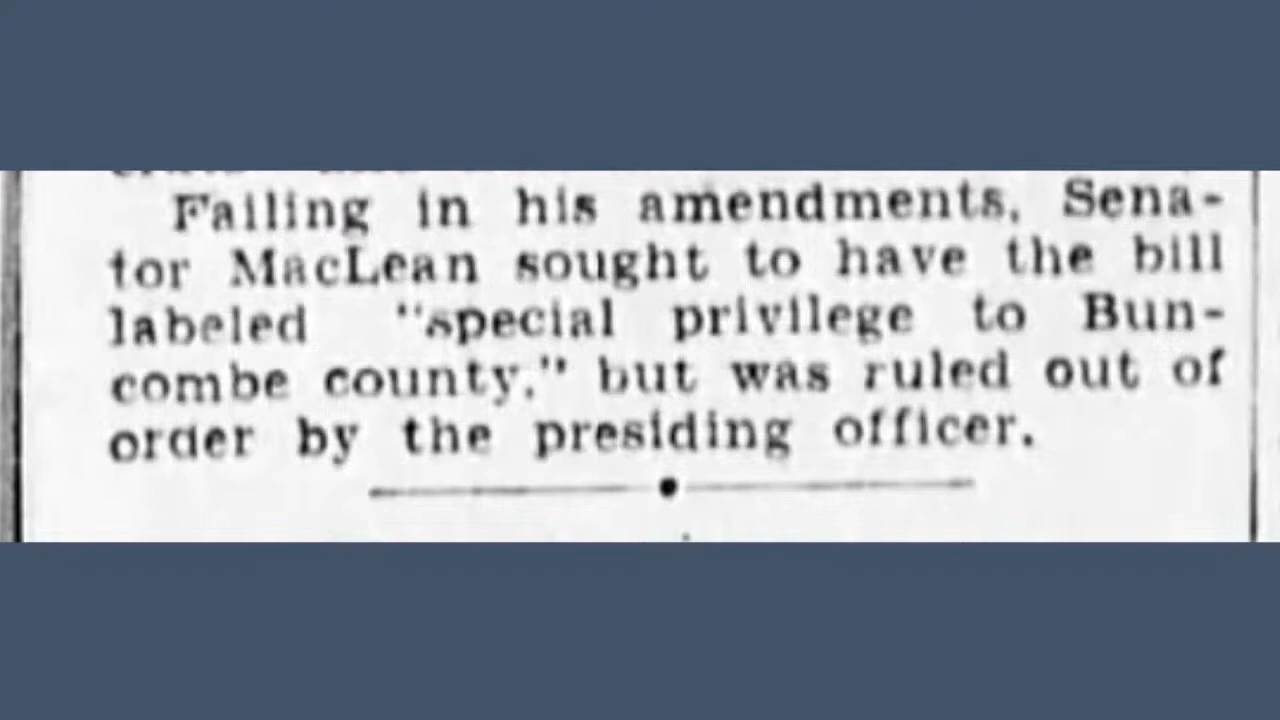 Failing in his amendments, Sena-
tor MacLean sought to have the bill
labeled "special privilege to Bun-
combe county," but was ruled out of
order by the presiding officer.